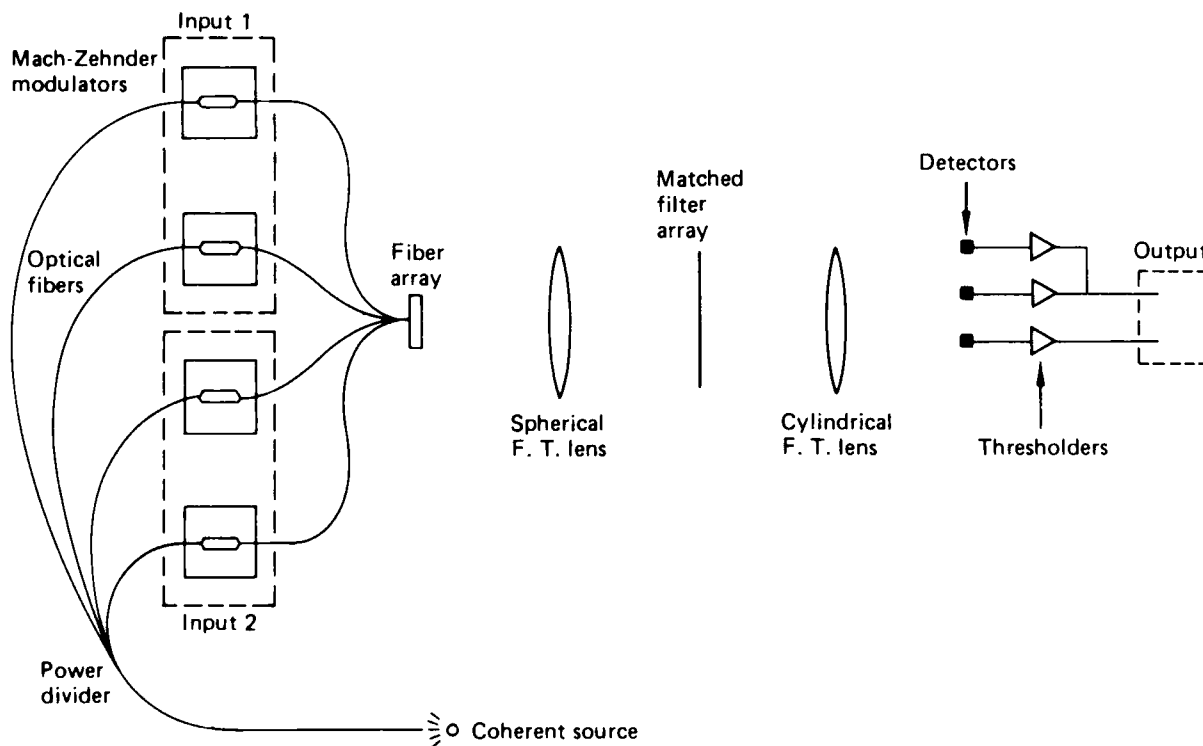 Input 1
Mach-Zehnder
modulators
Optical
fibers
Fiber
array
Matched
filter
array
Detectors
Output
Spherical
F. T. lens
Cylindrical
F. T. lens
Thresholders
Input 2
Power
divider
Coherent source